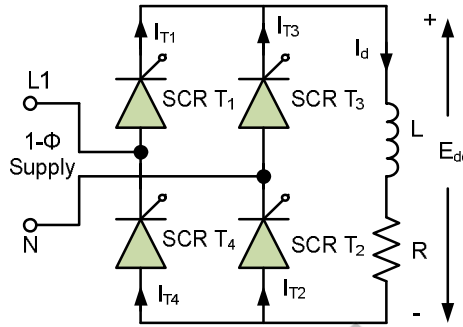 I_T1
I_T3
I_d
+
L1
SCR T_1
SCR T_3
L
1-Φ
Supply
E_dc
N
SCR T_4
SCR T_2
R
I_T4
I_T2
-